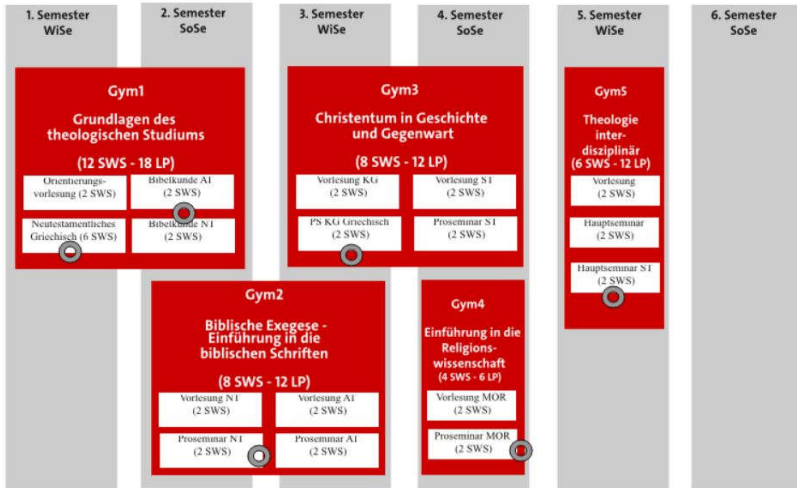 1. Semester
WiSe
2. Semester
SoSe
3. Semester
WiSe
4. Semester
SoSe
5. Semester
WiSe
6. Semester
SoSe
Gym1
Grundlagen des
theologischen Studiums
(12 SWS - 18 LP)
Orientierungs-
vorlesung (2 SWS)
Bibelkunde AT
(2 SWS)
Neutestamentliches
Griechisch (6 SWS)
Bibelkunde NT
(2 SWS)
Gym3
Christentum in Geschichte
und Gegenwart
(8 SWS - 12 LP)
Vorlesung KG
(2 SWS)
Vorlesung ST
(2 SWS)
PS KG Griechisch
(2 SWS)
Proseminar ST
(2 SWS)
Gym5
Theologie
inter-
disziplinär
(6 SWS - 12 LP)
Vorlesung
(2 SWS)
Hauptseminar
(2 SWS)
Hauptseminar ST
(2 SWS)
Gym2
Biblische Exegese -
Einführung in die
biblischen Schriften
(8 SWS - 12 LP)
Vorlesung NT
(2 SWS)
Vorlesung AT
(2 SWS)
Proseminar NT
(2 SWS)
Proseminar AT
(2 SWS)
Gym4
Einführung in die
Religions-
wissenschaft
(4 SWS - 6 LP)
Vorlesung MOR
(2 SWS)
Proseminar MOR
(2 SWS)